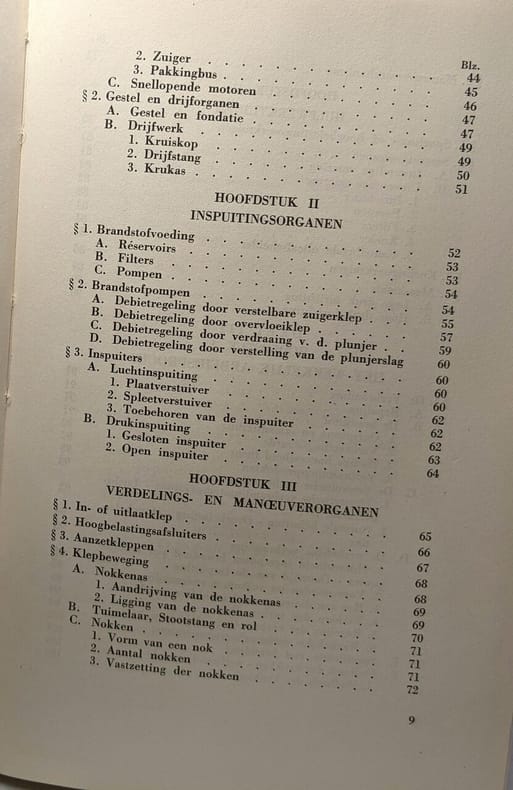 Blz.
2. Zuiger . . . . . . . . 44
3. Pakkingbus . . . . . . . . 45
C. Snellopende motoren . . . . . . . . 46
§ 2. Gestel en drijforganen . . . . . . . . 47
A. Gestel en fondatie . . . . . . . . 47
B. Drijfwerk . . . . . . . . 49
1. Kruiskop . . . . . . . . 49
2. Drijfstang . . . . . . . . 50
3. Krukas . . . . . . . . 51
HOOFDSTUK II
INSPUITINGSORGANEN
§ 1. Brandstofvoeding . . . . . . . . 52
A. Réservoirs . . . . . . . . 53
B. Filters . . . . . . . . 53
C. Pompen . . . . . . . . 54
§ 2. Brandstofpompen . . . . . . . . 54
A. Debietregeling door verstelbare zuigerklep . . . 55
B. Debietregeling door overvloeiklep . . . . . 57
C. Debietregeling door verdraaing v. d. plunjer . . 59
D. Debietregeling door verstelling van de plunjerslag 60
§ 3. Inspuiters . . . . . . . . 60
A. Luchtinspuiting . . . . . . . . 60
1. Plaatverstuiver . . . . . . . . 60
2. Spleetverstuiver . . . . . . . . 62
3. Toebehoren van de inspuiter . . . . . . 62
B. Drukinspuiting . . . . . . . . 62
1. Gesloten inspuiter . . . . . . . . 63
2. Open inspuiter . . . . . . . . 64
HOOFDSTUK III
VERDELINGS- EN MANŒUVERORGANEN
§ 1. In- of uitlaatklep . . . . . . . . 65
§ 2. Hoogbelastingsafsluiters . . . . . . . . 66
§ 3. Aanzetkleppen . . . . . . . . 67
§ 4. Klepbeweging . . . . . . . . 68
A. Nokkenas . . . . . . . . 68
1. Aandrijving van de nokkenas . . . . . . 69
2. Ligging van de nokkenas . . . . . . 69
B. Tuimelaar, Stootstang en rol . . . . . . 70
C. Nokken . . . . . . . . 71
1. Vorm van een nok . . . . . . . . 71
2. Aantal nokken . . . . . . . . 71
3. Vastzetting der nokken . . . . . . . . 72
9